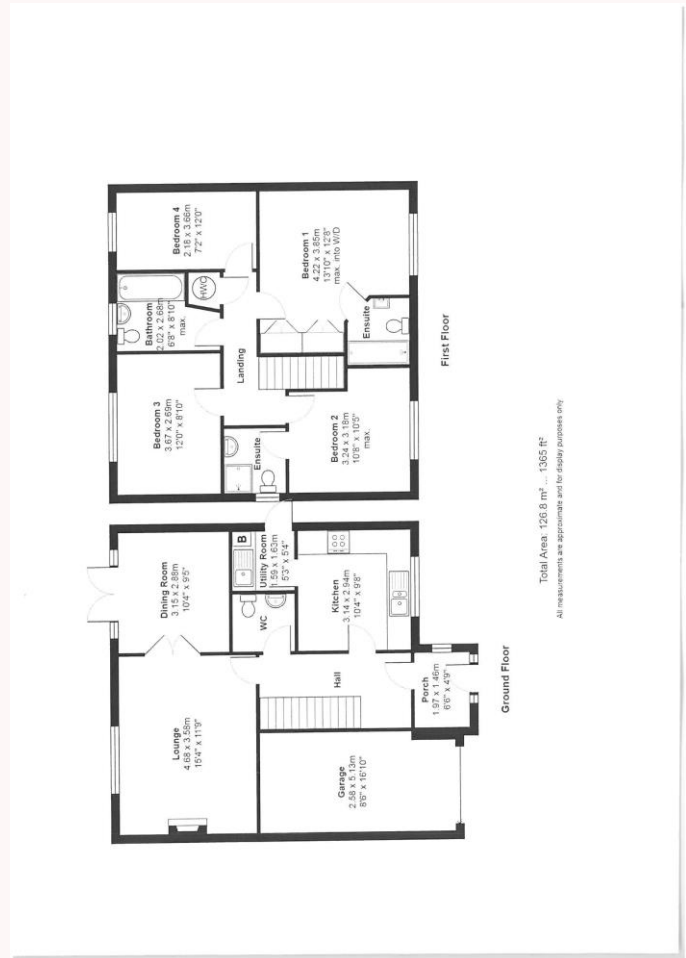 Bedroom 4
2.18 x 3.66m
7'2" x 12'0"
Bedroom 1
4.22 x 3.85m
13'10" x 12'8"
max. into W/D
HWC
Bathroom
2.02 x 2.68m
6'8" x 8'10"
max.
Ensuite
Landing
Bedroom 3
3.67 x 2.69m
12'0" x 8'10"
Ensuite
Bedroom 2
3.24 x 3.18m
10'8" x 10'5"
max.
First Floor
Dining Room
3.15 x 2.88m
10'4" x 9'5"
B
Utility Room
1.59 x 1.63m
5'3" x 5'4"
Kitchen
3.14 x 2.94m
10'4" x 9'8"
WC
Lounge
4.68 x 3.58m
15'4" x 11'9"
Hall
Porch
1.97 x 1.46m
6'6" x 4'9"
Garage
2.58 x 5.13m
8'6" x 16'10"
Ground Floor
Total Area: 126.8 m² ... 1365 ft²
All measurements are approximate and for display purposes only